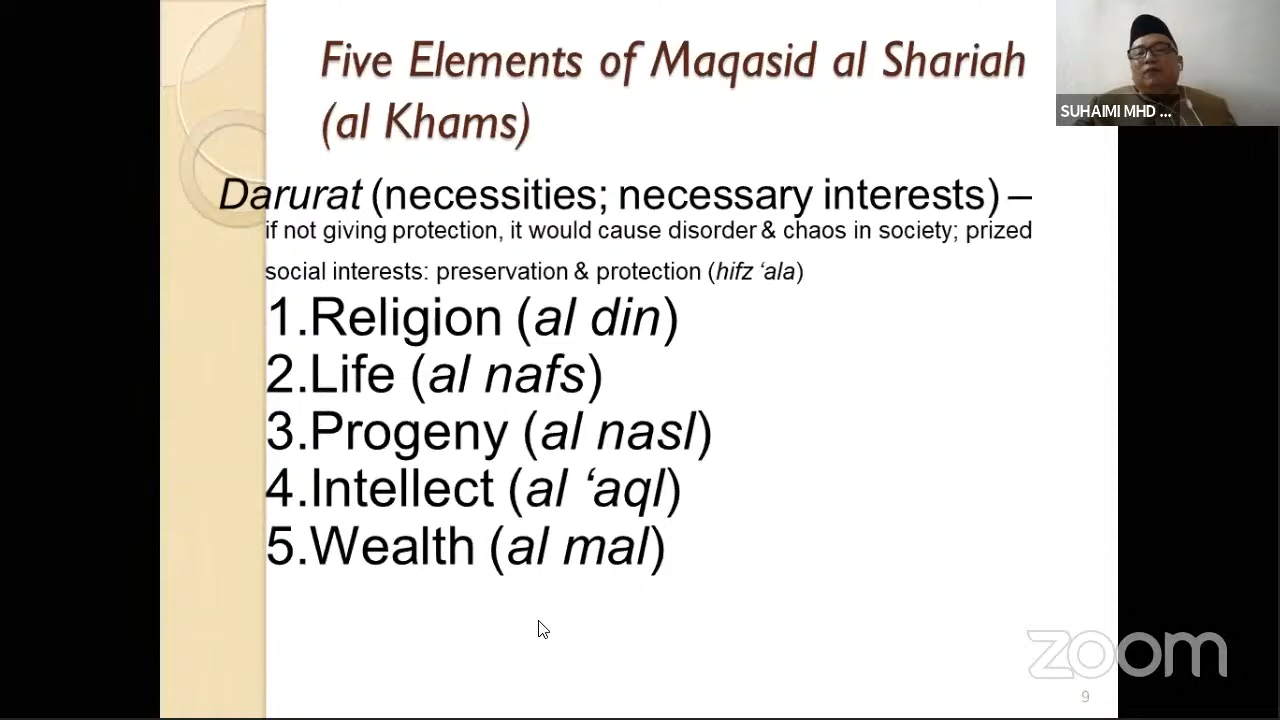 Five Elements of Maqasid al Shariah
(al Khams)
SUHAIMI MHD ...
Darurat (necessities; necessary interests) –
if not giving protection, it would cause disorder & chaos in society; prized
social interests: preservation & protection (hifz ‘ala)
1.Religion (al din)
2.Life (al nafs)
3.Progeny (al nasl)
4.Intellect (al ‘aql)
5.Wealth (al mal)
zoom
9